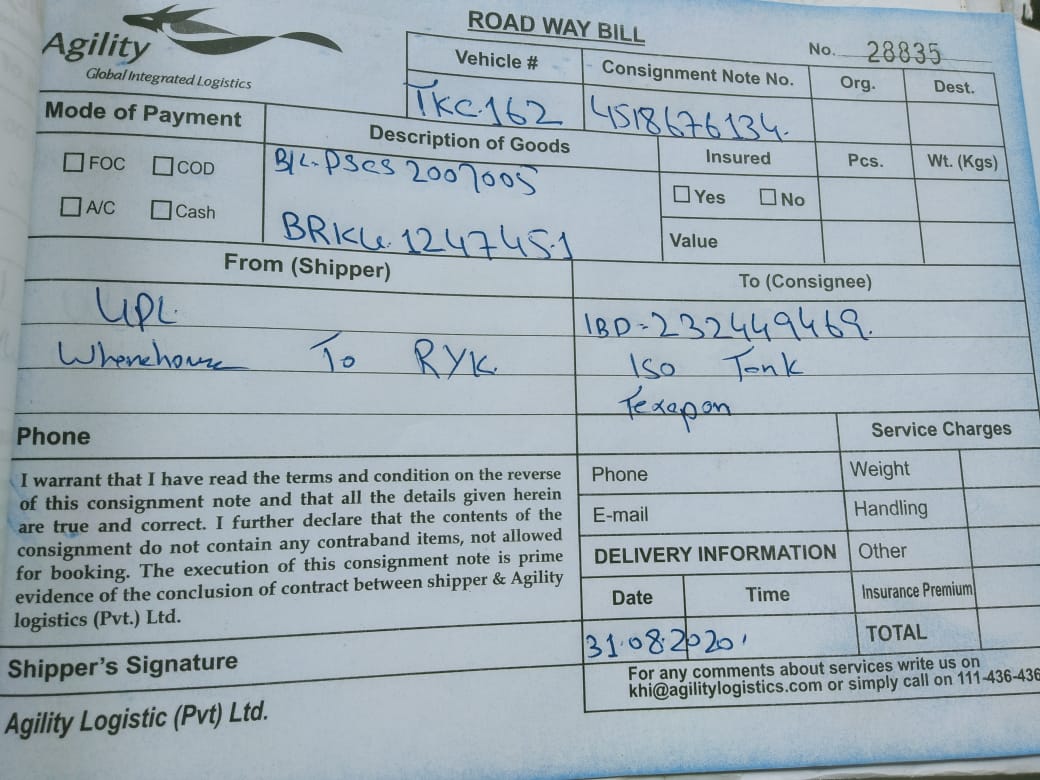 Agility
Global Integrated Logistics
ROAD WAY BILL
No. 28835
Vehicle #
Consignment Note No.
Org.
Dest.
TKC.162
4518676134.
Mode of Payment
FOC
COD
A/C
Cash
Description of Goods
B/L-PSCS 2007005
BRKU.1247451
Insured
Yes
No
Value
Pcs.
Wt. (Kgs)
From (Shipper)
UPL
Wherehouse To RYK.
To (Consignee)
IBD-232449469.
ISO Tank
Texapon
Phone
I warrant that I have read the terms and condition on the reverse
of this consignment note and that all the details given herein
are true and correct. I further declare that the contents of the
consignment do not contain any contraband items, not allowed
for booking. The execution of this consignment note is prime
evidence of the conclusion of contract between shipper & Agility
logistics (Pvt.) Ltd.
Phone
E-mail
DELIVERY INFORMATION
Date
Time
31.08.2020
Service Charges
Weight
Handling
Other
Insurance Premium
TOTAL
Shipper's Signature
For any comments about services write us on
khi@agilitylogistics.com or simply call on 111-436-436
Agility Logistic (Pvt) Ltd.